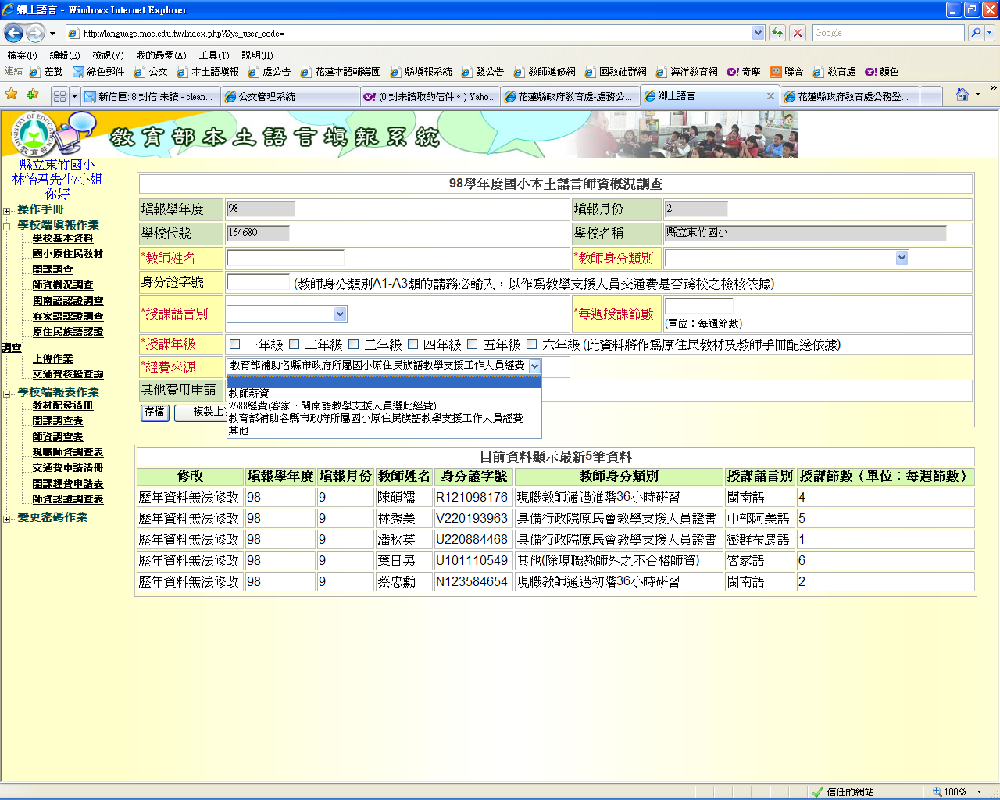 鄉土語言 - Windows Internet Explorer
http://language.moe.edu.tw/Index.php?Sys_user_code=
Google
檔案(F) 編輯(E) 檢視(V) 我的最愛(A) 工具(T) 說明(H)
連結 差勤 綠色郵件 公文 本土語填報 處公告 花蓮本語輔導團 縣填報系統 發公告 教師進修網 國教社群網 海洋教育網 奇摩 聯合 教育處 顏色
新信匣: 8 封信 未讀 - clean... 公文管理系統 (0 封未讀取的信件。) Yaho... 花蓮縣政府教育處-處務公... 鄉土語言 花蓮縣政府教育處公務登...
MINISTRY OF EDUCATION 教育部
教育部本土語言填報系統
縣立東竹國小
林怡君先生/小姐
你好
操作手冊
學校端填報作業
學校基本資料
國小原住民教材
開課調查
師資概況調查
閩南語認證調查
客家語認證調查
原住民族語認證
調查
上傳作業
交通費核撥查詢
學校端報表作業
教材配發清冊
開課調查表
師資調查表
現職師資調查表
交通費申請清冊
開課經費申請表
師資認證調查表
變更密碼作業
98學年度國小本土語言師資概況調查
填報學年度 98 填報月份 2
學校代號 154680 學校名稱 縣立東竹國小
*教師姓名 *教師身分類別
身分證字號 (教師身分類別A1-A3類的請務必輸入，以作為教學支援人員交通費是否跨校之檢核依據)
*授課語言別 *每週授課節數 (單位：每週節數)
*授課年級 一年級 二年級 三年級 四年級 五年級 六年級 (此資料將作為原住民教材及教師手冊配送依據)
*經費來源 教育部補助各縣市政府所屬國小原住民族語教學支援工作人員經費
其他費用申請
教師薪資
2688經費(客家、閩南語教學支援人員選此經費)
教育部補助各縣市政府所屬國小原住民族語教學支援工作人員經費
其他
存檔 複製上
目前資料顯示最新5筆資料
修改 填報學年度 填報月份 教師姓名 身分證字號 教師身分類別 授課語言別 授課節數（單位：每週節數）
歷年資料無法修改 98 9 陳碩孺 R121098176 現職教師通過進階36小時研習 閩南語 4
歷年資料無法修改 98 9 林秀美 V220193963 具備行政院原民會教學支援人員證書 中部阿美語 5
歷年資料無法修改 98 9 潘秋英 U220884468 具備行政院原民會教學支援人員證書 巒群布農語 1
歷年資料無法修改 98 9 葉日男 U101110549 其他(除現職教師外之不合格師資) 客家語 6
歷年資料無法修改 98 9 蔡忠勳 N123584654 現職教師通過初階36小時研習 閩南語 2
信任的網站 100%